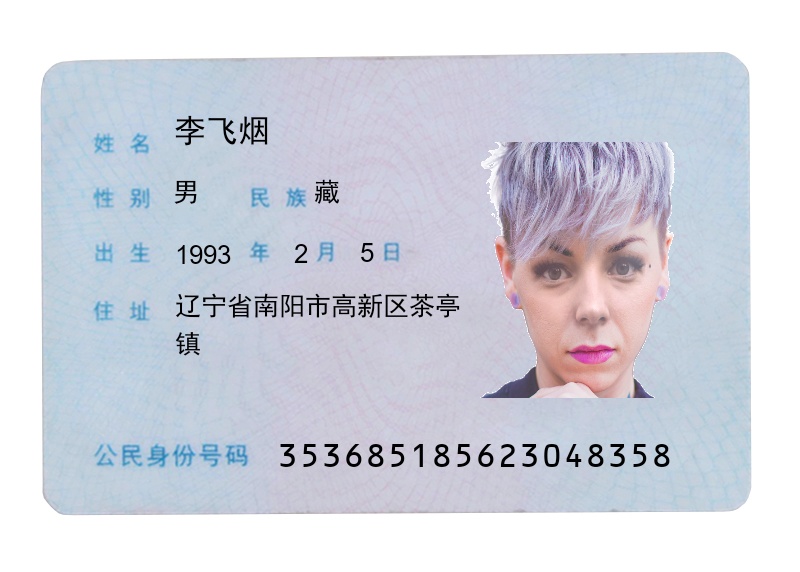 姓名 李飞烟
性别 男 民族 藏
出生 1993 年 2 月 5 日
住址 辽宁省南阳市高新区茶亭
镇
公民身份号码 353685185623048358